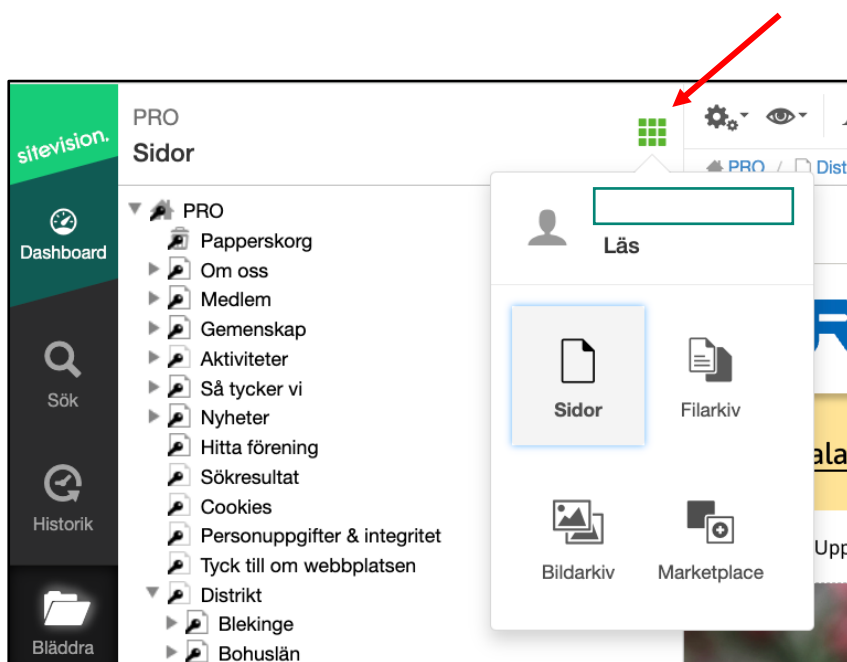 sitevision.
Dashboard
Sök
Historik
Bläddra
PRO
Sidor
PRO
Papperskorg
Om oss
Medlem
Gemenskap
Aktiviteter
Så tycker vi
Nyheter
Hitta förening
Sökresultat
Cookies
Personuppgifter & integritet
Tyck till om webbplatsen
Distrikt
Blekinge
Bohuslän
Läs
Sidor
Filarkiv
Bildarkiv
Marketplace
PRO / Dist
R
ala
Upp